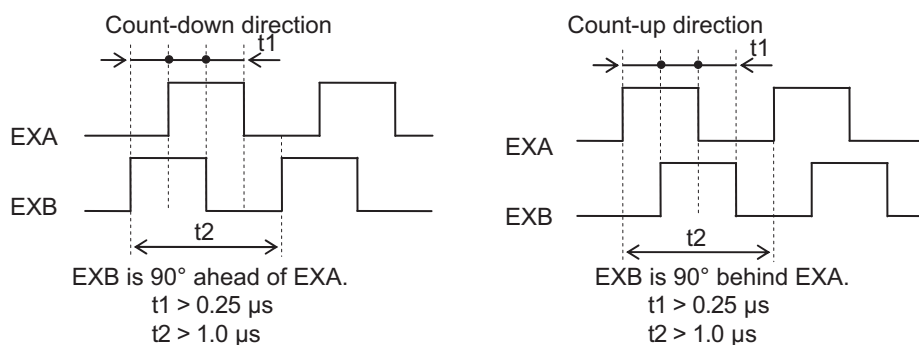 Count-down direction
t1
EXA
EXB
t2
EXB is 90° ahead of EXA.
t1 > 0.25 μs
t2 > 1.0 μs
Count-up direction
t1
EXA
EXB
t2
EXB is 90° behind EXA.
t1 > 0.25 μs
t2 > 1.0 μs